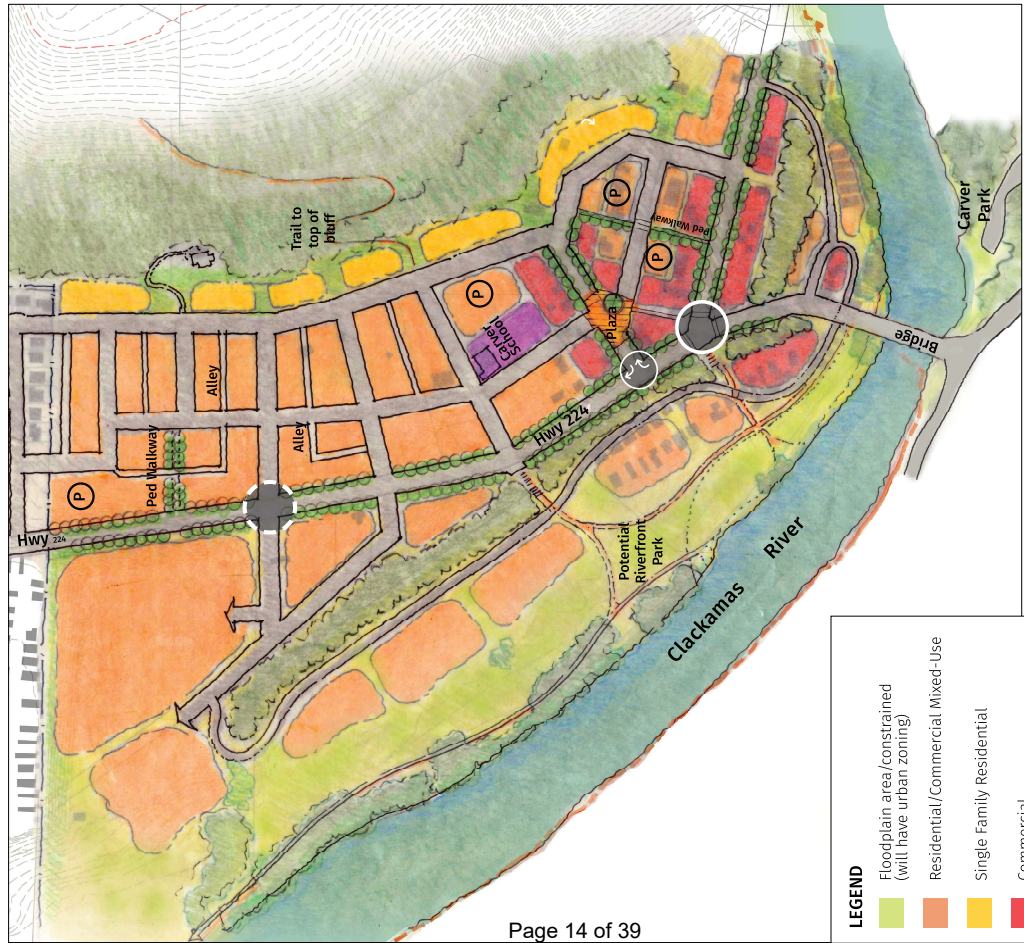 Trail to
top of
bluff
Carver
Park
P
Ped Walkway
P
P
Carver
School
Plaza
Bridge
Alley
Alley
Ped Walkway
P
Hwy 224
Hwy 224
Potential
Riverfront
Park
Clackamas River
LEGEND
Floodplain area/constrained
(will have urban zoning)
Residential/Commercial Mixed-Use
Single Family Residential
Commercial
Page 14 of 39